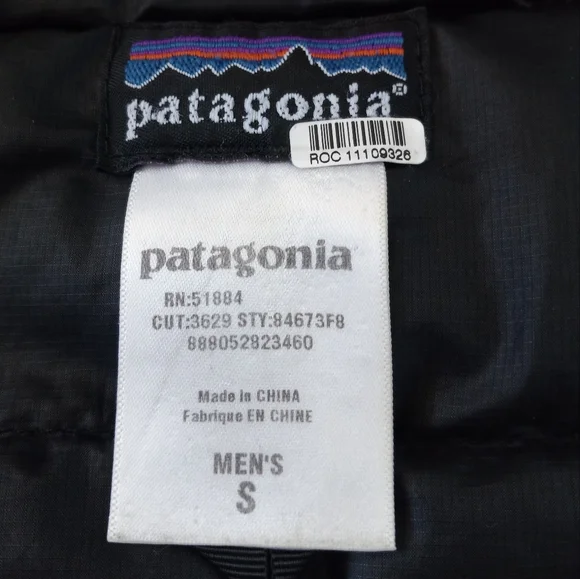 patagonia®
ROC 11109326
patagonia
RN:51884
CUT:3629 STY:84673F8
888052823460
Made in CHINA
Fabrique EN CHINE
MEN'S
S